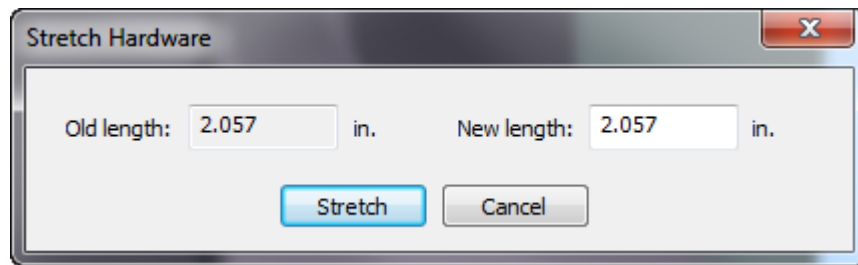 Stretch Hardware
Old length: 2.057 in. New length: 2.057 in.
Stretch Cancel